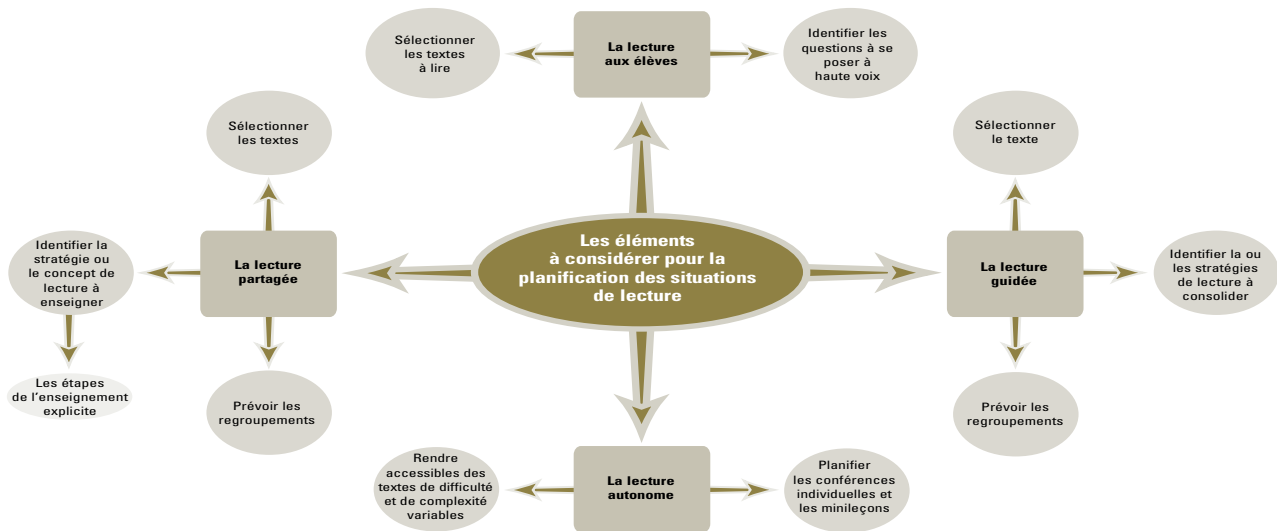 Sélectionner
les textes
à lire
La lecture
aux élèves
Identifier les
questions à se
poser à
haute voix
Sélectionner
les textes
Sélectionner
le texte
Identifier la
stratégie ou
le concept de
lecture à
enseigner
La lecture
partagée
Les éléments
à considérer pour la
planification des situations
de lecture
La lecture
guidée
Identifier la ou
les stratégies
de lecture à
consolider
Les étapes
de l'enseignement
explicite
Prévoir les
regroupements
Prévoir les
regroupements
Rendre
accessibles des
textes de difficulté
et de complexité
variables
La lecture
autonome
Planifier
les conférences
individuelles et
les minileçons